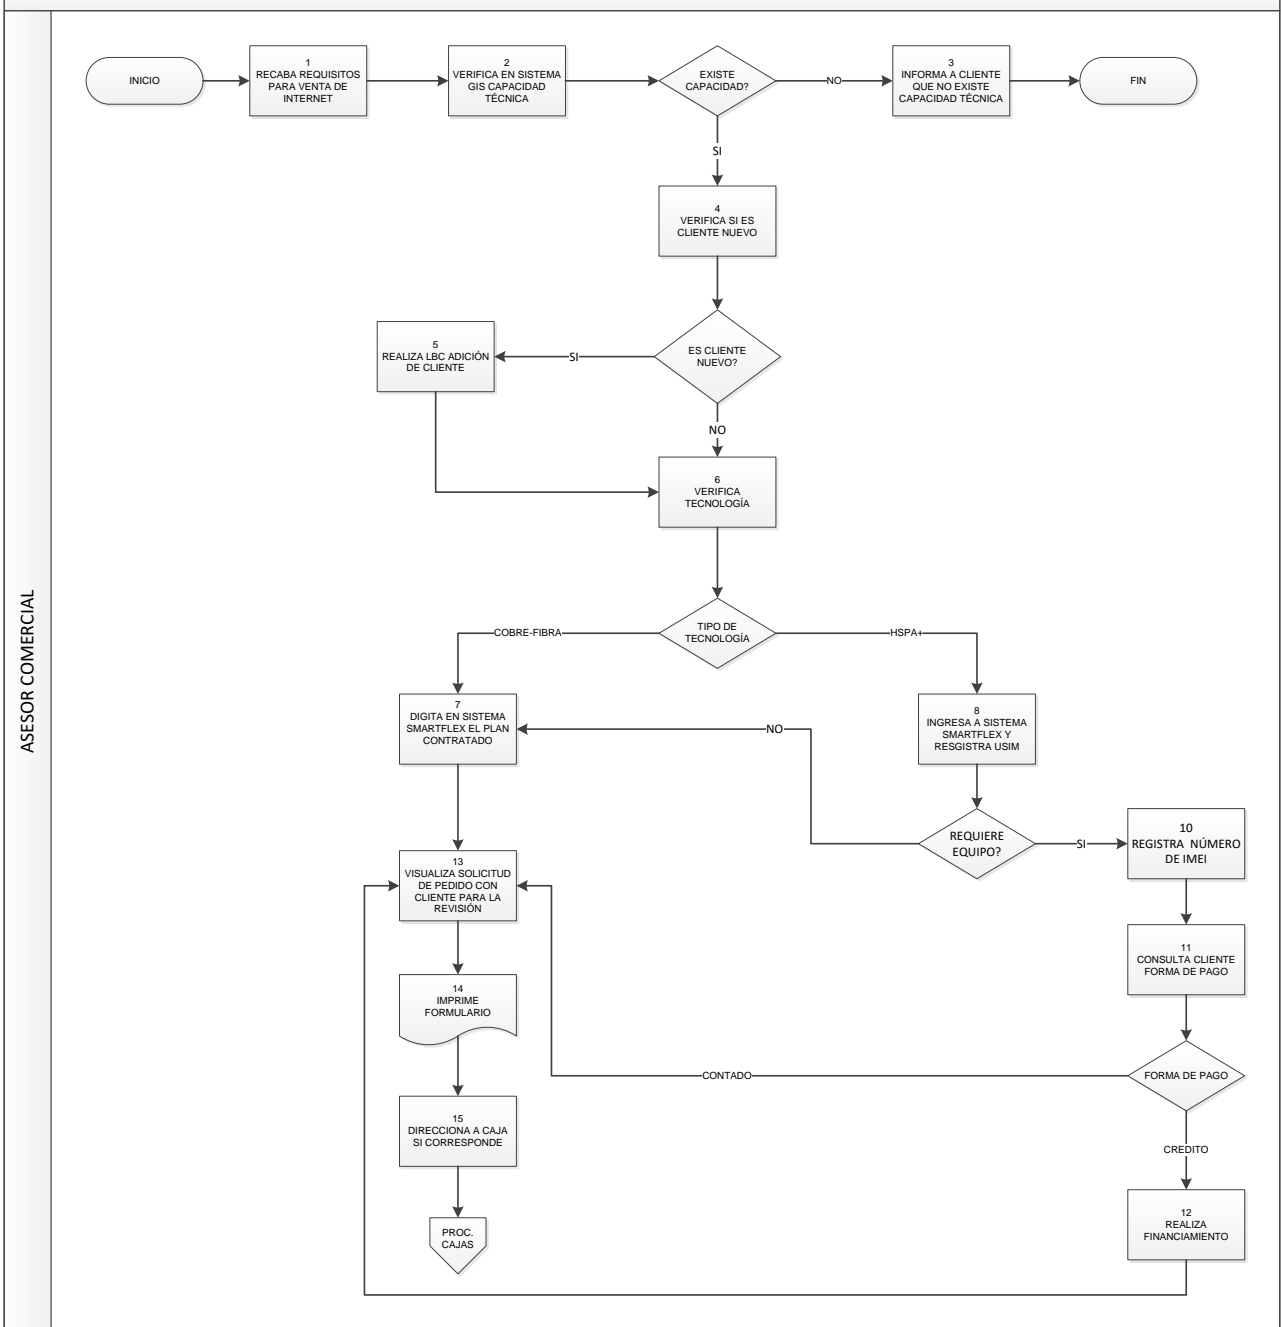 ASESOR COMERCIAL
INICIO
1
RECABA REQUISITOS
PARA VENTA DE
INTERNET
2
VERIFICA EN SISTEMA
GIS CAPACIDAD
TÉCNICA
EXISTE
CAPACIDAD?
NO
3
INFORMA A CLIENTE
QUE NO EXISTE
CAPACIDAD TÉCNICA
FIN
SI
4
VERIFICA SI ES
CLIENTE NUEVO
ES CLIENTE
NUEVO?
SI
5
REALIZA LBC ADICIÓN
DE CLIENTE
NO
6
VERIFICA
TECNOLOGÍA
TIPO DE
TECNOLOGÍA
COBRE-FIBRA
HSPA+
7
DIGITA EN SISTEMA
SMARTFLEX EL PLAN
CONTRATADO
8
INGRESA A SISTEMA
SMARTFLEX Y
RESGISTRA USIM
NO
REQUIERE
EQUIPO?
SI
10
REGISTRA NÚMERO
DE IMEI
13
VISUALIZA SOLICITUD
DE PEDIDO CON
CLIENTE PARA LA
REVISIÓN
11
CONSULTA CLIENTE
FORMA DE PAGO
14
IMPRIME
FORMULARIO
CONTADO
FORMA DE PAGO
15
DIRECCIONA A CAJA
SI CORRESPONDE
CREDITO
12
REALIZA
FINANCIAMIENTO
PROC.
CAJAS